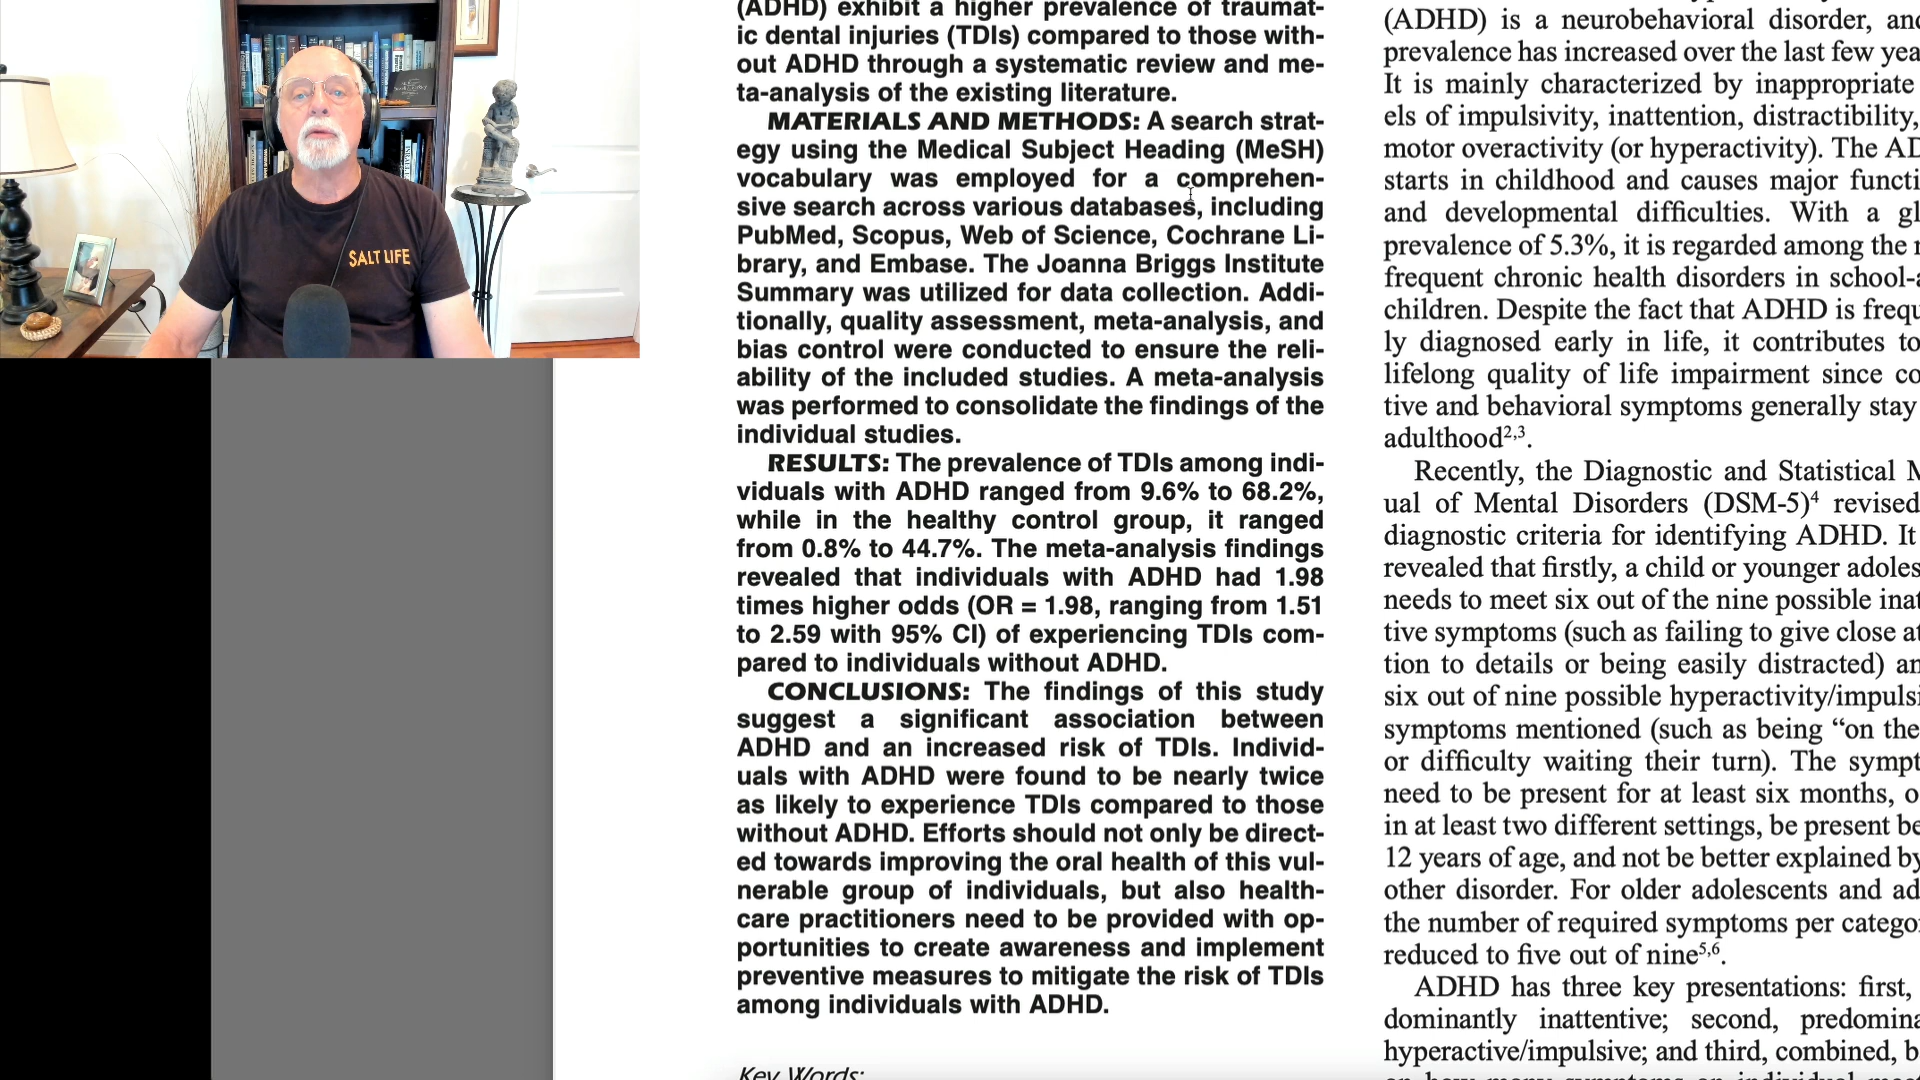 SALT LIFE
(ADHD) exhibit a higher prevalence of traumat-
ic dental injuries (TDIs) compared to those with-
out ADHD through a systematic review and me-
ta-analysis of the existing literature.
MATERIALS AND METHODS: A search strat-
egy using the Medical Subject Heading (MeSH)
vocabulary was employed for a comprehen-
sive search across various databases, including
PubMed, Scopus, Web of Science, Cochrane Li-
brary, and Embase. The Joanna Briggs Institute
Summary was utilized for data collection. Addi-
tionally, quality assessment, meta-analysis, and
bias control were conducted to ensure the reli-
ability of the included studies. A meta-analysis
was performed to consolidate the findings of the
individual studies.
RESULTS: The prevalence of TDIs among indi-
viduals with ADHD ranged from 9.6% to 68.2%,
while in the healthy control group, it ranged
from 0.8% to 44.7%. The meta-analysis findings
revealed that individuals with ADHD had 1.98
times higher odds (OR = 1.98, ranging from 1.51
to 2.59 with 95% CI) of experiencing TDIs com-
pared to individuals without ADHD.
CONCLUSIONS: The findings of this study
suggest a significant association between
ADHD and an increased risk of TDIs. Individ-
uals with ADHD were found to be nearly twice
as likely to experience TDIs compared to those
without ADHD. Efforts should not only be direct-
ed towards improving the oral health of this vul-
nerable group of individuals, but also health-
care practitioners need to be provided with op-
portunities to create awareness and implement
preventive measures to mitigate the risk of TDIs
among individuals with ADHD.
Key Words:
(ADHD) is a neurobehavioral disorder, and
prevalence has increased over the last few yea
It is mainly characterized by inappropriate
els of impulsivity, inattention, distractibility,
motor overactivity (or hyperactivity). The AD
starts in childhood and causes major functi
and developmental difficulties. With a gl
prevalence of 5.3%, it is regarded among the
frequent chronic health disorders in school-a
children. Despite the fact that ADHD is frequ
ly diagnosed early in life, it contributes to
lifelong quality of life impairment since co
tive and behavioral symptoms generally stay
adulthood2,3.
Recently, the Diagnostic and Statistical M
ual of Mental Disorders (DSM-5)4 revised
diagnostic criteria for identifying ADHD. It
revealed that firstly, a child or younger adoles
needs to meet six out of the nine possible inat
tive symptoms (such as failing to give close at
tion to details or being easily distracted) an
six out of nine possible hyperactivity/impulsi
symptoms mentioned (such as being “on the
or difficulty waiting their turn). The sympt
need to be present for at least six months, o
in at least two different settings, be present be
12 years of age, and not be better explained by
other disorder. For older adolescents and ad
the number of required symptoms per catego
reduced to five out of nine5,6.
ADHD has three key presentations: first,
dominantly inattentive; second, predomina
hyperactive/impulsive; and third, combined, b